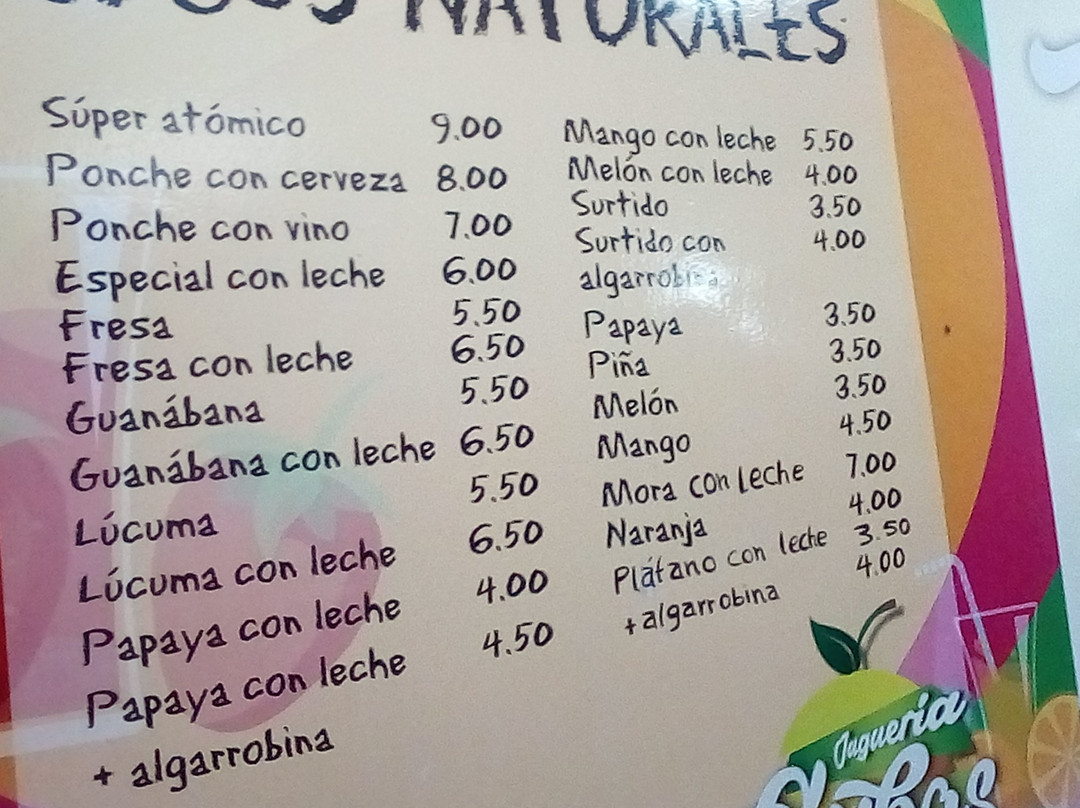 NATURALES
Súper atómico 9.00
Ponche con cerveza 8.00
Ponche con vino 7.00
Especial con leche 6.00
Fresa 5.50
Fresa con leche 6.50
Guanábana 5.50
Guanábana con leche 6.50
Lúcuma 5.50
Lúcuma con leche 6.50
Papaya con leche 4.00
Papaya con leche 4.50
+ algarrobina
Mango con leche 5.50
Melón con leche 4.00
Surtido 3.50
Surtido con 4.00
algarrobina
Papaya 3.50
Piña 3.50
Melón 3.50
Mango 4.50
Mora con Leche 7.00
Naranja 4.00
Plátano con leche 3.50
+ algarrobina 4.00
Juguería